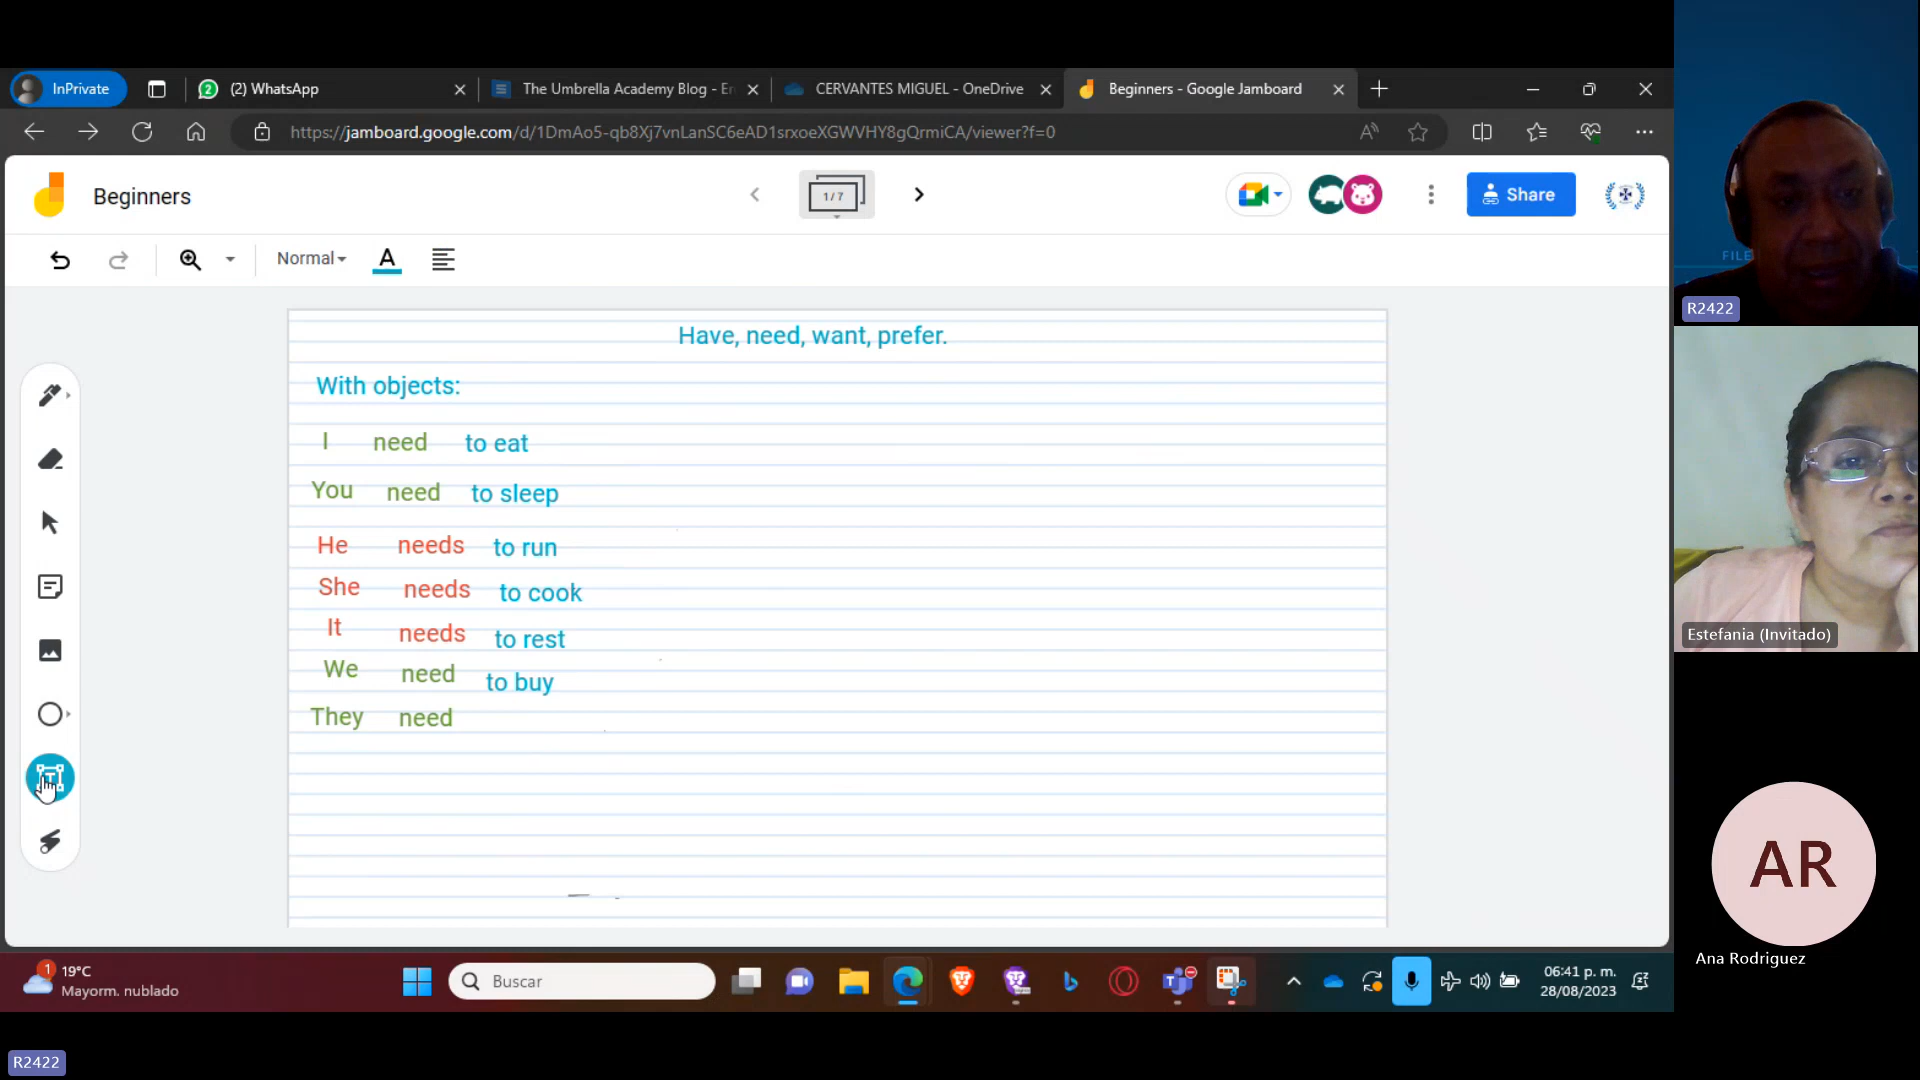 InPrivate
(2) WhatsApp
The Umbrella Academy Blog - En
CERVANTES MIGUEL - OneDrive
Beginners - Google Jamboard
https://jamboard.google.com/d/1DmAo5-qb8Xj7vnLanSC6eAD1srxoeXGWVHY8gQrmiCA/viewer?f=0
Beginners
1/7
Share
Normal
A
Have, need, want, prefer.
With objects:
I need to eat
You need to sleep
He needs to run
She needs to cook
It needs to rest
We need to buy
They need
FILE
R2422
Estefania (Invitado)
AR
Ana Rodriguez
1
19°C
Mayorm. nublado
Buscar
06:41 p. m.
28/08/2023
R2422